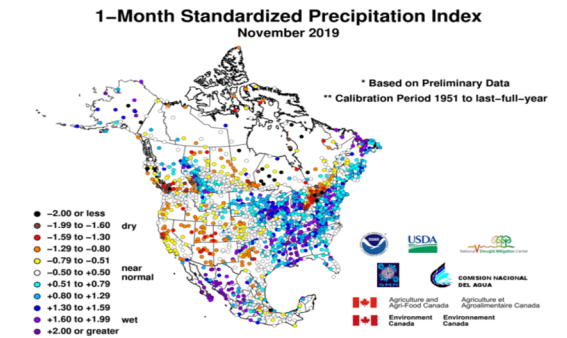 1-Month Standardized Precipitation Index
November 2019
* Based on Preliminary Data
** Calibration Period 1951 to last-full-year
-2.00 or less
-1.99 to -1.60
-1.59 to -1.30
-1.29 to -0.80
-0.79 to -0.51
-0.50 to +0.50
+0.51 to +0.79
+0.80 to +1.29
+1.30 to +1.59
+1.60 to +1.99
+2.00 or greater
dry
near
normal
wet
NOAA
USDA
National Drought Mitigation Center
COMISION NACIONAL
DEL AGUA
Agriculture and
Agri-Food Canada
Agriculture et
Agroalimentaire Canada
Environment
Canada
Environnement
Canada